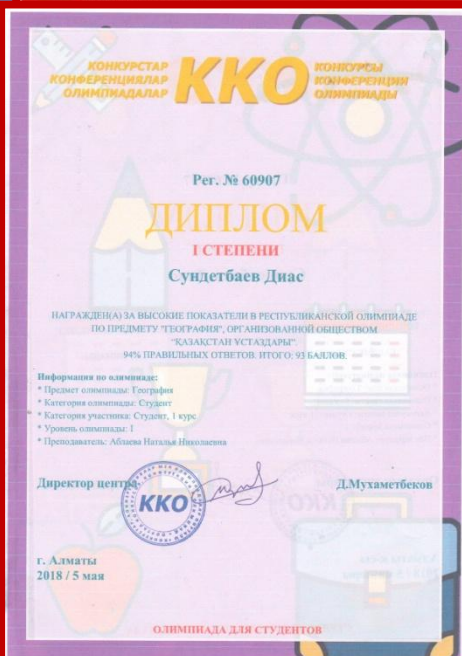 КОНКУРСТАР
КОНФЕРЕНЦИЯЛАР
ОЛИМПИАДАЛАР
ККО
КОНКУРСЫ
КОНФЕРЕНЦИИ
ОЛИМПИАДЫ
Рег. № 60907
ДИПЛОМ
I СТЕПЕНИ
Сундетбаев Диас
НАГРАЖДЕН(А) ЗА ВЫСОКИЕ ПОКАЗАТЕЛИ В РЕСПУБЛИКАНСКОЙ ОЛИМПИАДЕ
ПО ПРЕДМЕТУ "ГЕОГРАФИЯ", ОРГАНИЗОВАННОЙ ОБЩЕСТВОМ
"ҚАЗАҚСТАН ҰСТАЗДАРЫ".
94% ПРАВИЛЬНЫХ ОТВЕТОВ. ИТОГО: 93 БАЛЛОВ.
Информация по олимпиаде:
* Предмет олимпиады: География
* Категория олимпиады: Студент
* Категория участника: Студент, 1 курс
* Уровень олимпиады: 1
* Преподаватель: Абаева Наталья Николаевна
Директор центра
ККО
Д.Мухаметбеков
г. Алматы
2018 / 5 мая
ОЛИМПИАДА ДЛЯ СТУДЕНТОВ